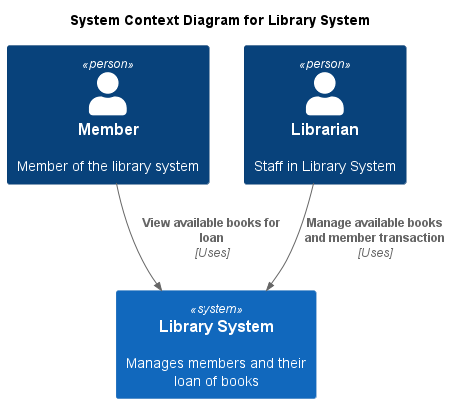 System Context Diagram for Library System
«person»
Member
Member of the library system
«person»
Librarian
Staff in Library System
View available books for
loan
[Uses]
Manage available books
and member transaction
[Uses]
«system»
Library System
Manages members and their
loan of books